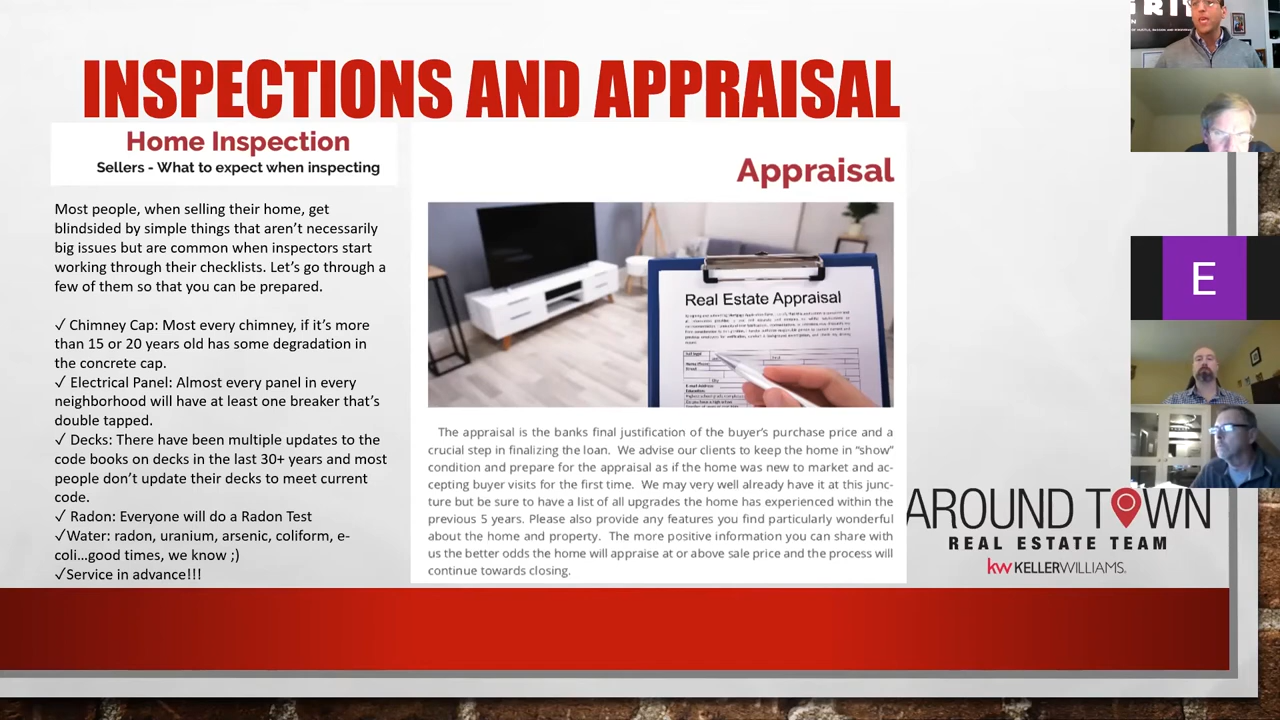 INSPECTIONS AND APPRAISAL
Home Inspection
Sellers - What to expect when inspecting
Most people, when selling their home, get
blindsided by simple things that aren't necessarily
big issues but are common when inspectors start
working through their checklists. Let's go through a
few of them so that you can be prepared.
✓ Chimney Cap: Most every chimney, if it's more
than 15 or 20 years old has some degradation in
the concrete cap.
✓ Electrical Panel: Almost every panel in every
neighborhood will have at least one breaker that's
double tapped.
✓ Decks: There have been multiple updates to the
code books on decks in the last 30+ years and most
people don't update their decks to meet current
code.
✓ Radon: Everyone will do a Radon Test
✓Water: radon, uranium, arsenic, coliform, e-
coli...good times, we know ;)
✓Service in advance!!!
Appraisal
Real Estate Appraisal
The appraisal is the banks final justification of the buyer's purchase price and a
crucial step in finalizing the loan. We advise our clients to keep the home in "show"
condition and prepare for the appraisal as if the home was new to market and ac-
cepting buyer visits for the first time. We may very well already have it at this junc-
ture but be sure to have a list of all upgrades the home has experienced within the
previous 5 years. Please also provide any features you find particularly wonderful
about the home and property. The more positive information you can share with
us the better odds the home will appraise at or above sale price and the process will
continue towards closing.
E
AROUND TOWN
REAL ESTATE TEAM
kw KELLERWILLIAMS.